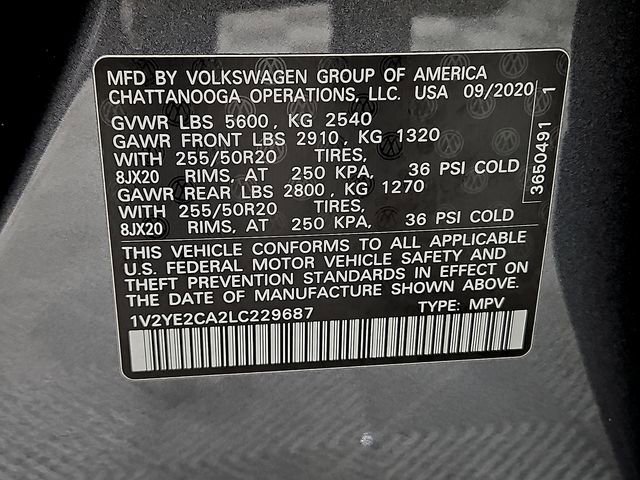 MFD BY VOLKSWAGEN GROUP OF AMERICA
CHATTANOOGA OPERATIONS, LLC. USA 09/2020
GVWR LBS 5600, KG 2540
GAWR FRONT LBS 2910, KG 1320
WITH 255/50R20 TIRES,
8JX20 RIMS, AT 250 KPA, 36 PSI COLD
GAWR REAR LBS 2800, KG 1270
WITH 255/50R20 TIRES,
8JX20 RIMS, AT 250 KPA, 36 PSI COLD
THIS VEHICLE CONFORMS TO ALL APPLICABLE
U.S. FEDERAL MOTOR VEHICLE SAFETY AND
THEFT PREVENTION STANDARDS IN EFFECT ON
THE DATE OF MANUFACTURE SHOWN ABOVE.
1V2YE2CA2LC229687 TYPE: MPV
3650491 1